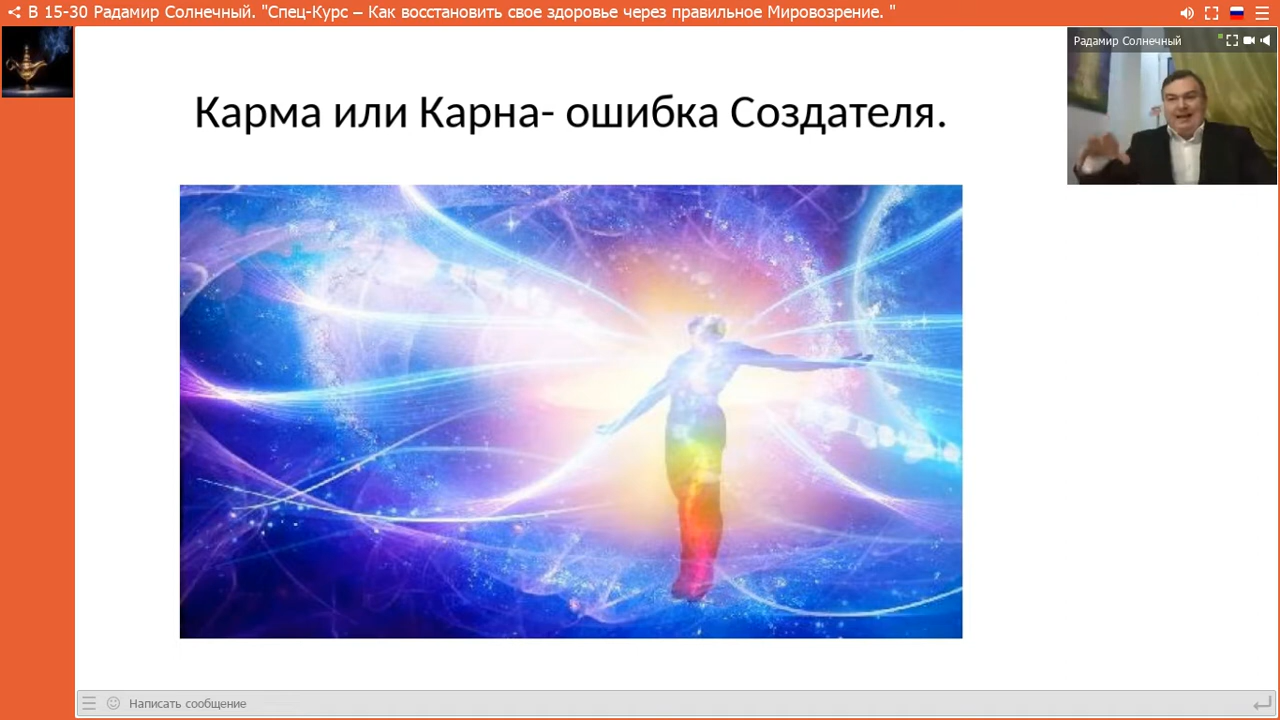 В 15-30 Радамир Солнечный. "Спец-Курс – Как восстановить свое здоровье через правильное Мировозрение. "
Радамир Солнечный
Карма или Карна- ошибка Создателя.
Написать сообщение